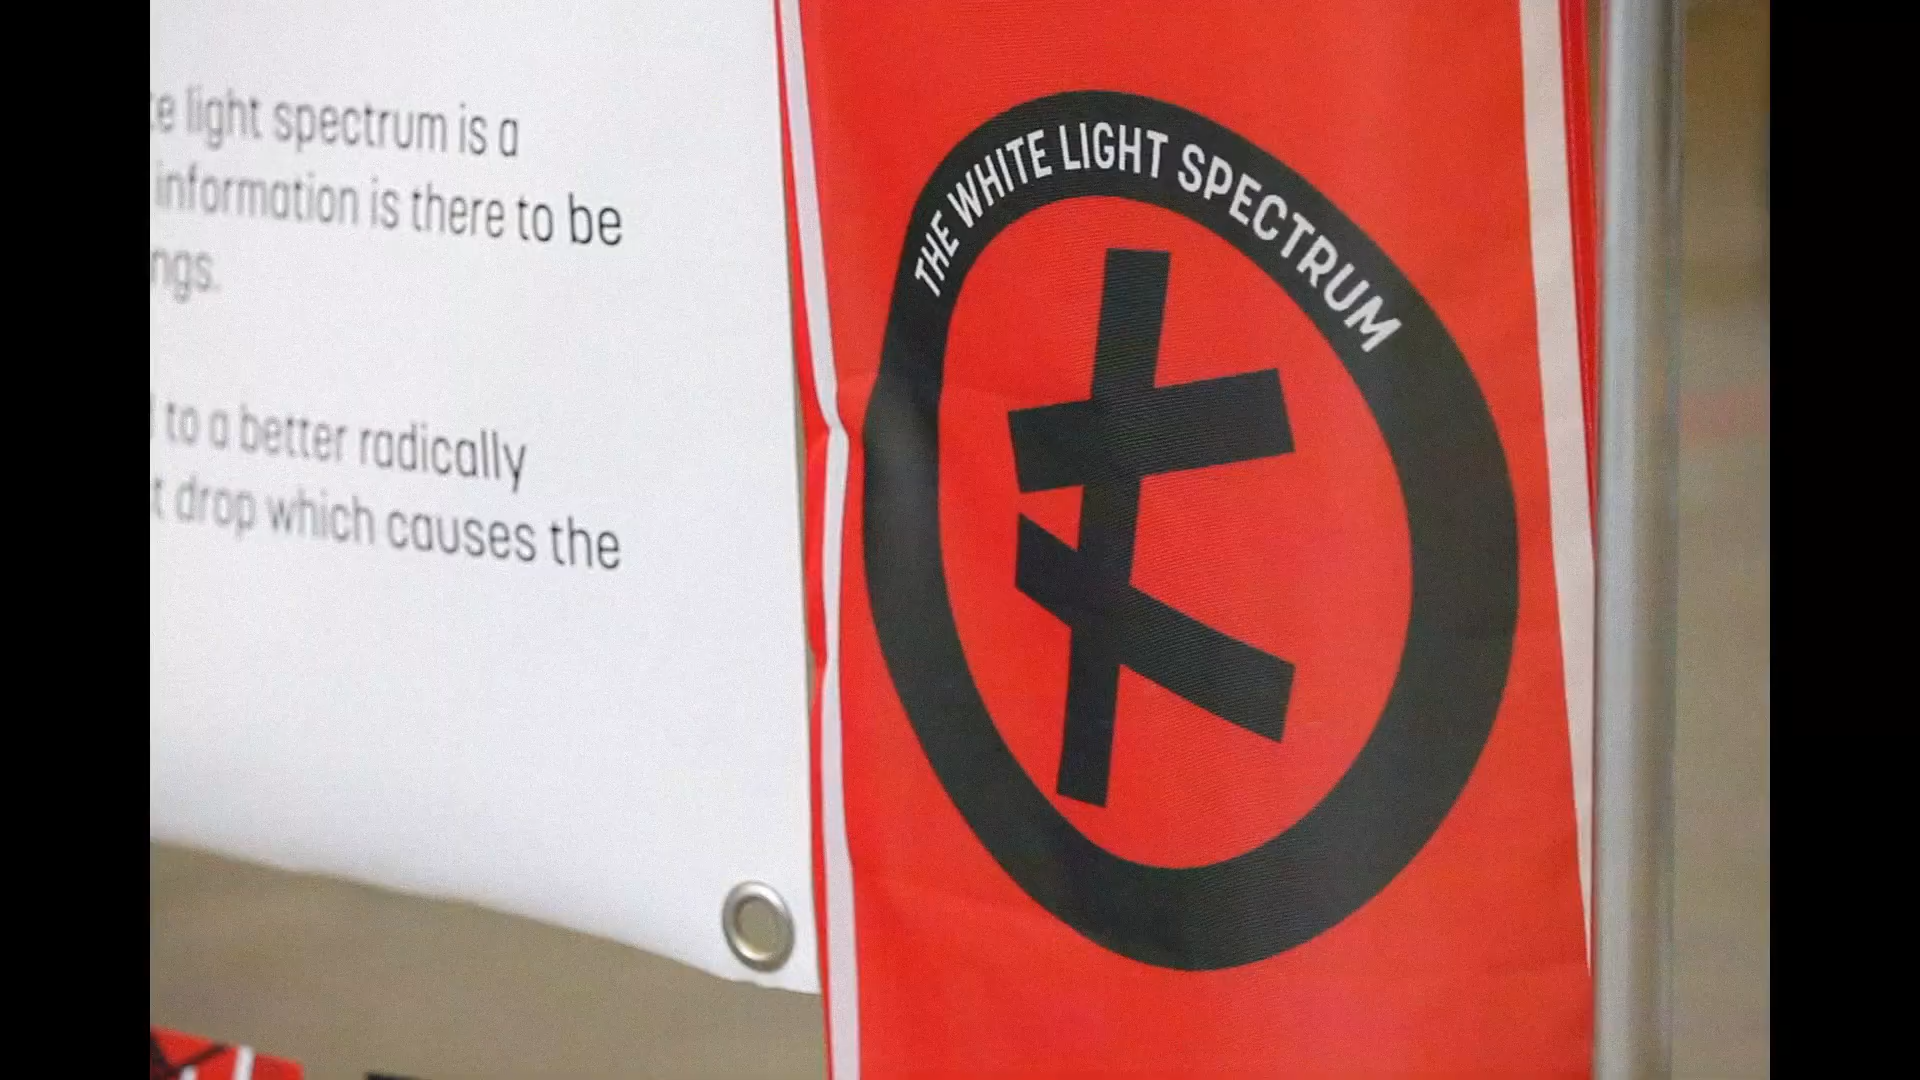 e light spectrum is a
information is there to be
ngs.
to a better radically
t drop which causes the
THE WHITE LIGHT SPECTRUM